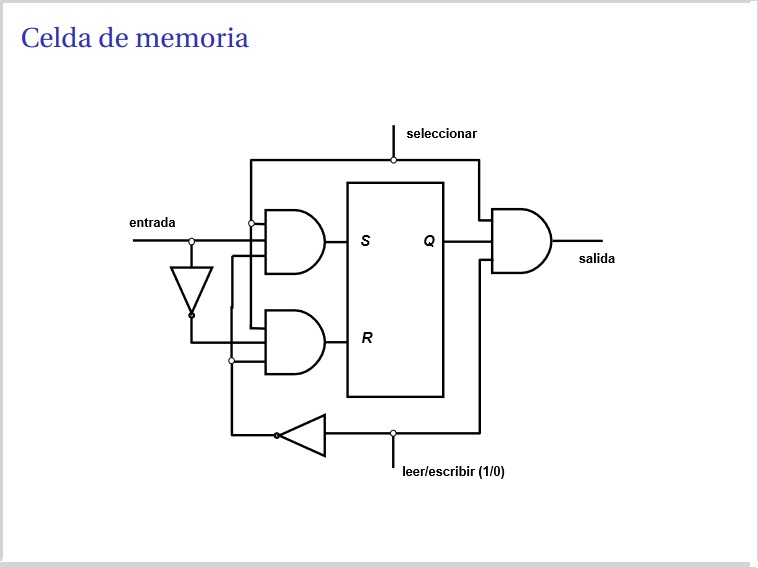 Celda de memoria
seleccionar
entrada
S
Q
salida
R
leer/escribir (1/0)